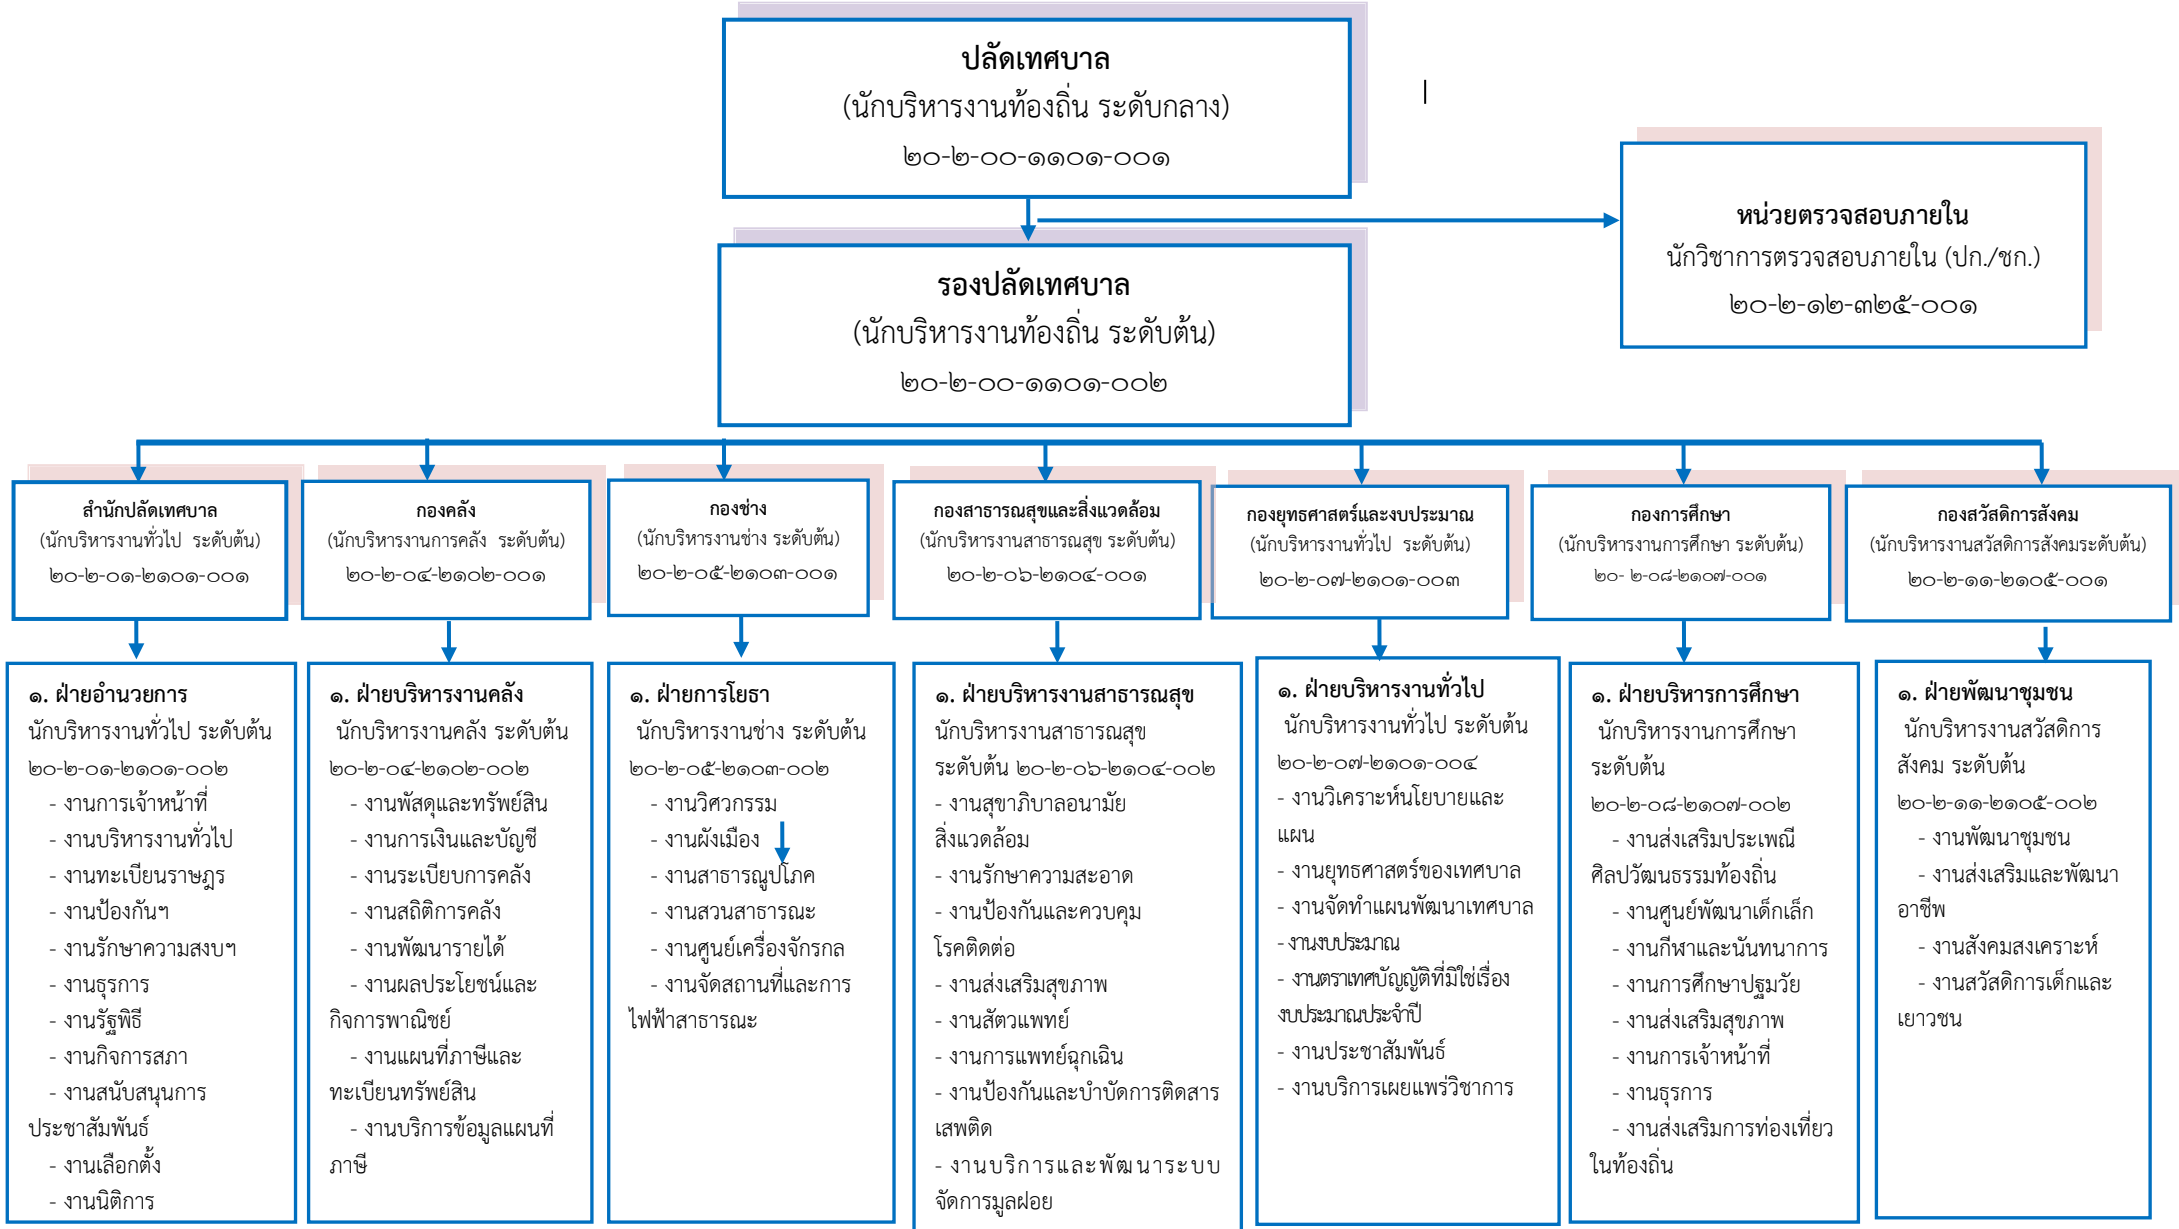 ปลัดเทศบาล
(นักบริหารงานท้องถิ่น ระดับกลาง)
๒๐-๒-๐๐-๑๑๐๑-๐๐๑
|
หน่วยตรวจสอบภายใน
นักวิชาการตรวจสอบภายใน (ปก./ชก.)
๒๐-๒-๑๒-๓๒๕-๐๐๑
รองปลัดเทศบาล
(นักบริหารงานท้องถิ่น ระดับต้น)
๒๐-๒-๐๐-๑๑๐๑-๐๐๒
สำนักปลัดเทศบาล
(นักบริหารงานทั่วไป ระดับต้น)
๒๐-๒-๐๑-๒๑๐๑-๐๐๑
กองคลัง
(นักบริหารงานการคลัง ระดับต้น)
๒๐-๒-๐๔-๒๑๐๒-๐๐๑
กองช่าง
(นักบริหารงานช่าง ระดับต้น)
๒๐-๒-๐๕-๒๑๐๓-๐๐๑
กองสาธารณสุขและสิ่งแวดล้อม
(นักบริหารงานสาธารณสุข ระดับต้น)
๒๐-๒-๐๖-๒๑๐๔-๐๐๑
กองยุทธศาสตร์และงบประมาณ
(นักบริหารงานทั่วไป ระดับต้น)
๒๐-๒-๐๗-๒๑๐๑-๐๐๓
กองการศึกษา
(นักบริหารงานการศึกษา ระดับต้น)
๒๐- ๒-๐๘-๒๑๐๗-๐๐๑
กองสวัสดิการสังคม
(นักบริหารงานสวัสดิการสังคมระดับต้น)
๒๐-๒-๑๑-๒๑๐๕-๐๐๑
๑. ฝ่ายอำนวยการ
นักบริหารงานทั่วไป ระดับต้น
๒๐-๒-๐๑-๒๑๐๑-๐๐๒
- งานการเจ้าหน้าที่
- งานบริหารงานทั่วไป
- งานทะเบียนราษฎร
- งานป้องกันฯ
- งานรักษาความสงบฯ
- งานธุรการ
- งานรัฐพิธี
- งานกิจการสภา
- งานสนับสนุนการ
ประชาสัมพันธ์
- งานเลือกตั้ง
- งานนิติการ
๑. ฝ่ายบริหารงานคลัง
นักบริหารงานคลัง ระดับต้น
๒๐-๒-๐๔-๒๑๐๒-๐๐๒
- งานพัสดุและทรัพย์สิน
- งานการเงินและบัญชี
- งานระเบียบการคลัง
- งานสถิติการคลัง
- งานพัฒนารายได้
- งานผลประโยชน์และ
กิจการพาณิชย์
- งานแผนที่ภาษีและ
ทะเบียนทรัพย์สิน
- งานบริการข้อมูลแผนที่
ภาษี
๑. ฝ่ายการโยธา
นักบริหารงานช่าง ระดับต้น
๒๐-๒-๐๕-๒๑๐๓-๐๐๒
- งานวิศวกรรม
- งานผังเมือง
- งานสาธารณูปโภค
- งานสวนสาธารณะ
- งานศูนย์เครื่องจักรกล
- งานจัดสถานที่และการ
ไฟฟ้าสาธารณะ
๑. ฝ่ายบริหารงานสาธารณสุข
นักบริหารงานสาธารณสุข
ระดับต้น ๒๐-๒-๐๖-๒๑๐๔-๐๐๒
- งานสุขาภิบาลอนามัย
สิ่งแวดล้อม
- งานรักษาความสะอาด
- งานป้องกันและควบคุม
โรคติดต่อ
- งานส่งเสริมสุขภาพ
- งานสัตวแพทย์
- งานการแพทย์ฉุกเฉิน
- งานป้องกันและบำบัดการติดสาร
เสพติด
- งานบริการและพัฒนาระบบ
จัดการมูลฝอย
๑. ฝ่ายบริหารงานทั่วไป
นักบริหารงานทั่วไป ระดับต้น
๒๐-๒-๐๗-๒๑๐๑-๐๐๔
- งานวิเคราะห์นโยบายและ
แผน
- งานยุทธศาสตร์ของเทศบาล
- งานจัดทำแผนพัฒนาเทศบาล
- งานงบประมาณ
- งานตราเทศบัญญัติที่มิใช่เรื่อง
งบประมาณประจำปี
- งานประชาสัมพันธ์
- งานบริการเผยแพร่วิชาการ
๑. ฝ่ายบริหารการศึกษา
นักบริหารงานการศึกษา
ระดับต้น
๒๐-๒-๐๘-๒๑๐๗-๐๐๒
- งานส่งเสริมประเพณี
ศิลปวัฒนธรรมท้องถิ่น
- งานศูนย์พัฒนาเด็กเล็ก
- งานกีฬาและนันทนาการ
- งานการศึกษาปฐมวัย
- งานส่งเสริมสุขภาพ
- งานการเจ้าหน้าที่
- งานธุรการ
- งานส่งเสริมการท่องเที่ยว
ในท้องถิ่น
๑. ฝ่ายพัฒนาชุมชน
นักบริหารงานสวัสดิการ
สังคม ระดับต้น
๒๐-๒-๑๑-๒๑๐๕-๐๐๒
- งานพัฒนาชุมชน
- งานส่งเสริมและพัฒนา
อาชีพ
- งานสังคมสงเคราะห์
- งานสวัสดิการเด็กและ
เยาวชน